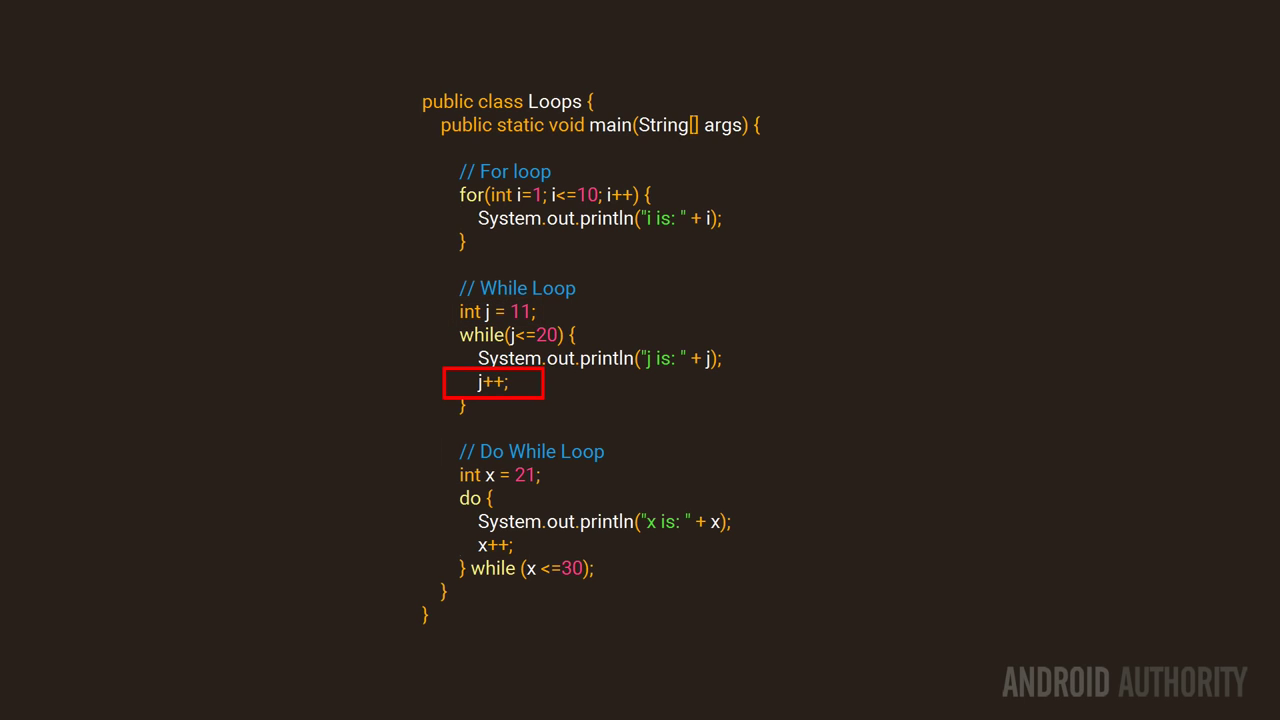 public class Loops {
public static void main(String[] args) {
// For loop
for(int i=1; i<=10; i++) {
System.out.println("i is: " + i);
}
// While Loop
int j = 11;
while(j<=20) {
System.out.println("j is: " + j);
j++;
}
// Do While Loop
int x = 21;
do {
System.out.println("x is: " + x);
x++;
} while (x <=30);
}
}
ANDROID AUTHORITY